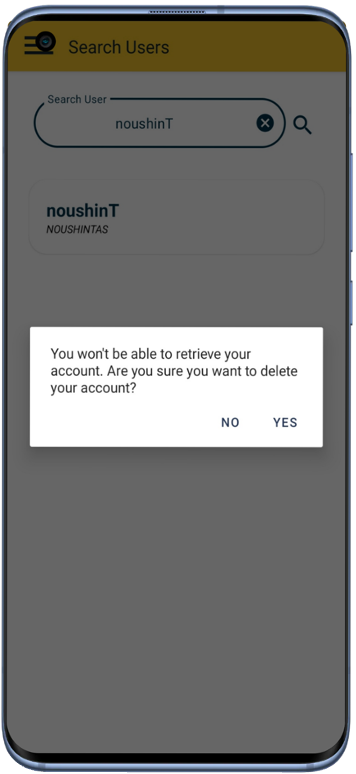 Search Users
Search User
noushinT
noushinT
NOUSHINTAS
You won't be able to retrieve your
account. Are you sure you want to delete
your account?
NO YES